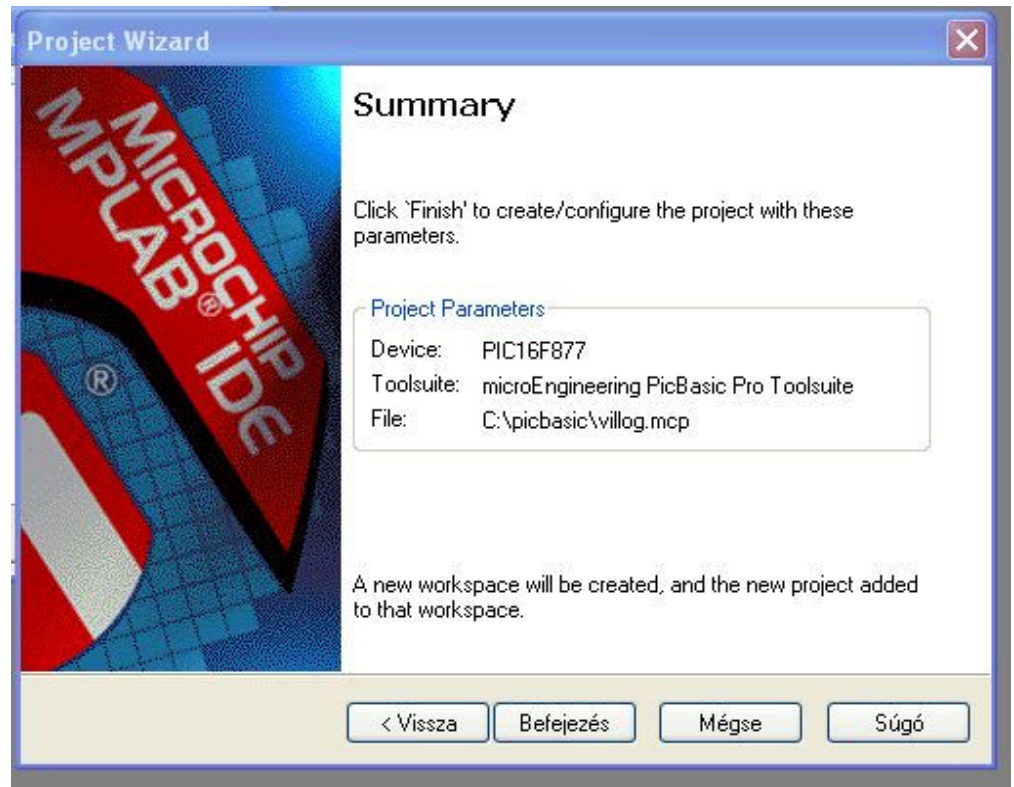 Project Wizard
MICROCHIP
MPLAB® IDE
®
Summary
Click `Finish' to create/configure the project with these
parameters.
Project Parameters
Device: PIC16F877
Toolsuite: microEngineering PicBasic Pro Toolsuite
File: C:\picbasic\villog.mcp
A new workspace will be created, and the new project added
to that workspace.
< Vissza Befejezés Mégse Súgó